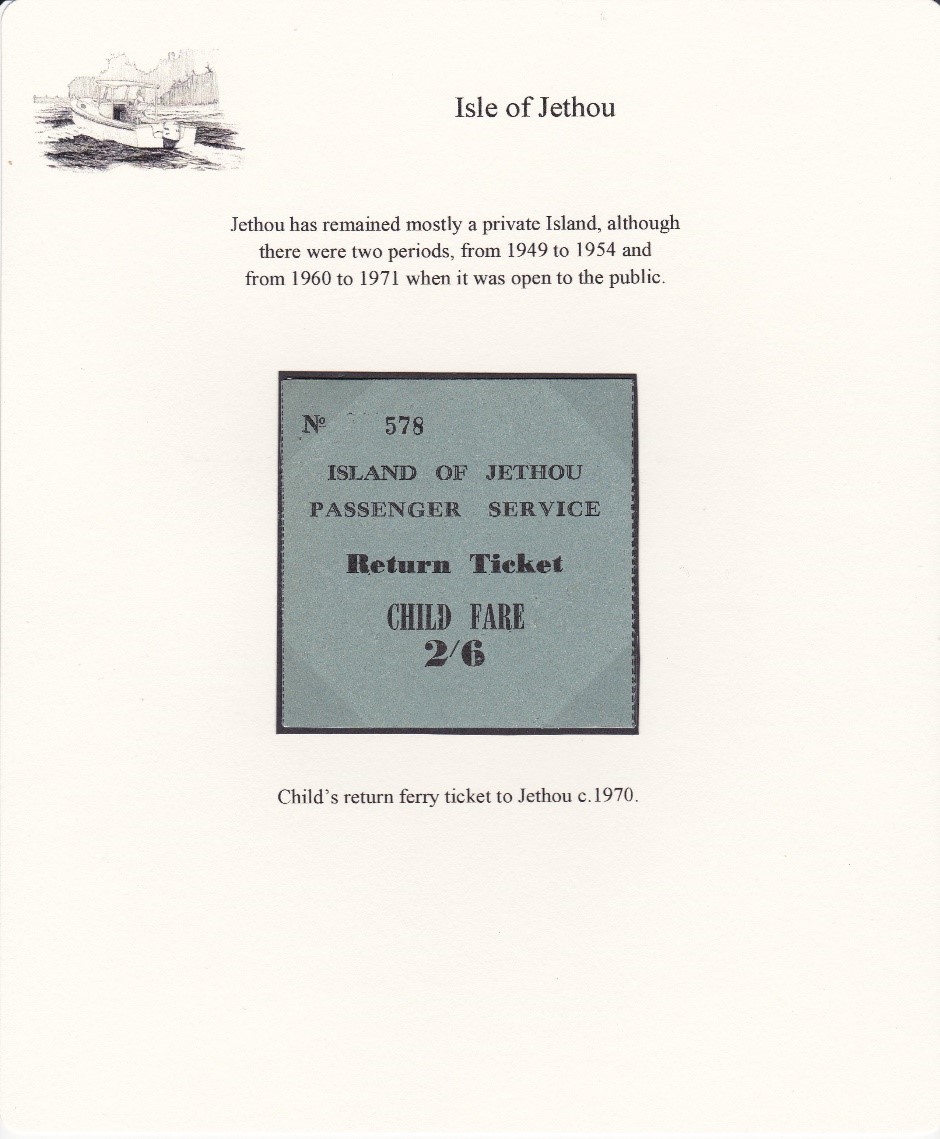 Isle of Jethou
Jethou has remained mostly a private Island, although
there were two periods, from 1949 to 1954 and
from 1960 to 1971 when it was open to the public.
№ 578
ISLAND OF JETHOU
PASSENGER SERVICE
Return Ticket
CHILD FARE
2/6
Child's return ferry ticket to Jethou c.1970.